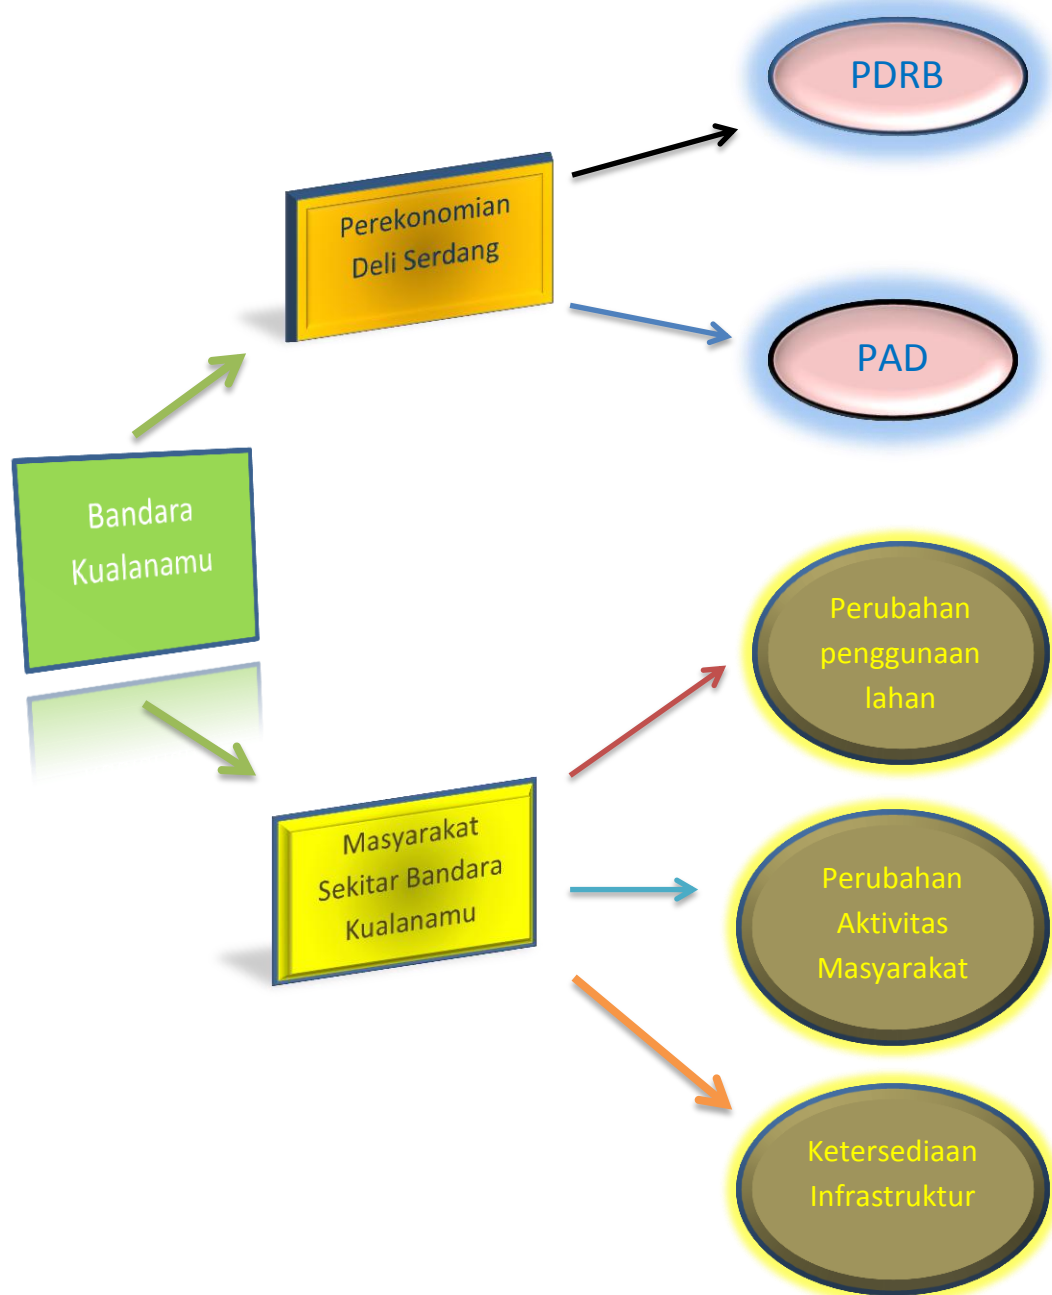 PDRB
Perekonomian
Deli Serdang
PAD
Bandara
Kualanamu
Perubahan
penggunaan
lahan
Masyarakat
Sekitar Bandara
Kualanamu
Perubahan
Aktivitas
Masyarakat
Ketersediaan
Infrastruktur